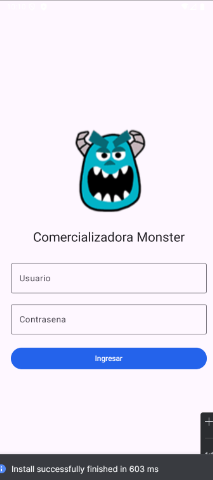 Comercializadora Monster
Usuario
Contrasena
Ingresar
Install successfully finished in 603 ms